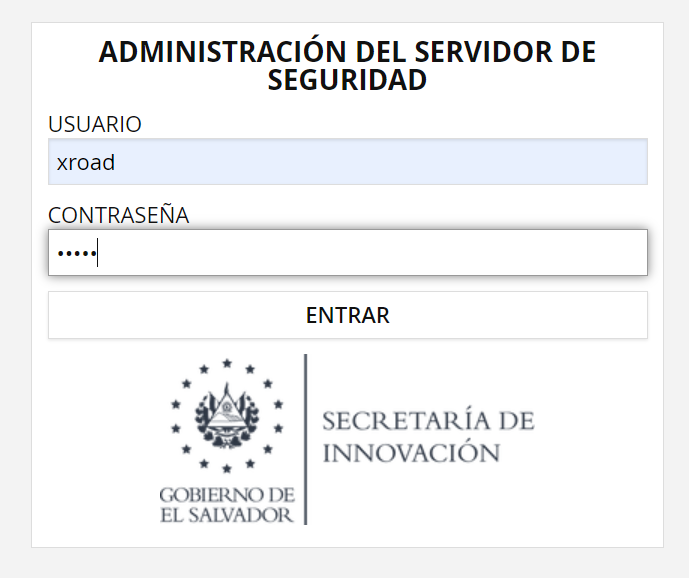 ADMINISTRACIÓN DEL SERVIDOR DE
SEGURIDAD
USUARIO
xroad
CONTRASEÑA
•••••
ENTRAR
SECRETARÍA DE
INNOVACIÓN
GOBIERNO DE
EL SALVADOR